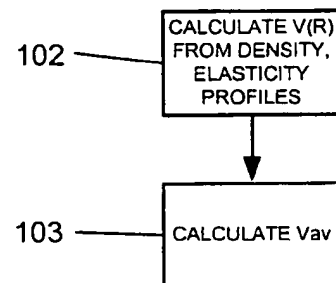 102
CALCULATE V(R)
FROM DENSITY,
ELASTICITY
PROFILES
103
CALCULATE Vav